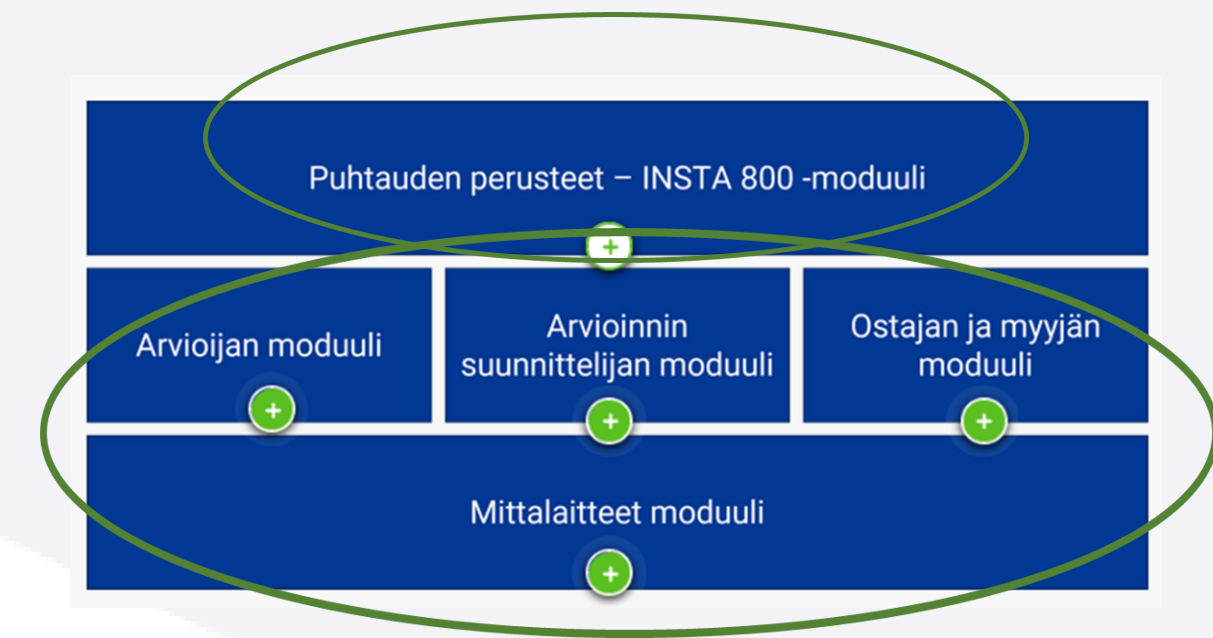 Puhtauden perusteet – INSTA 800 -moduuli
Arvioijan moduuli
Arvioinnin
suunnittelijan moduuli
Ostajan ja myyjän
moduuli
Mittalaitteet moduuli